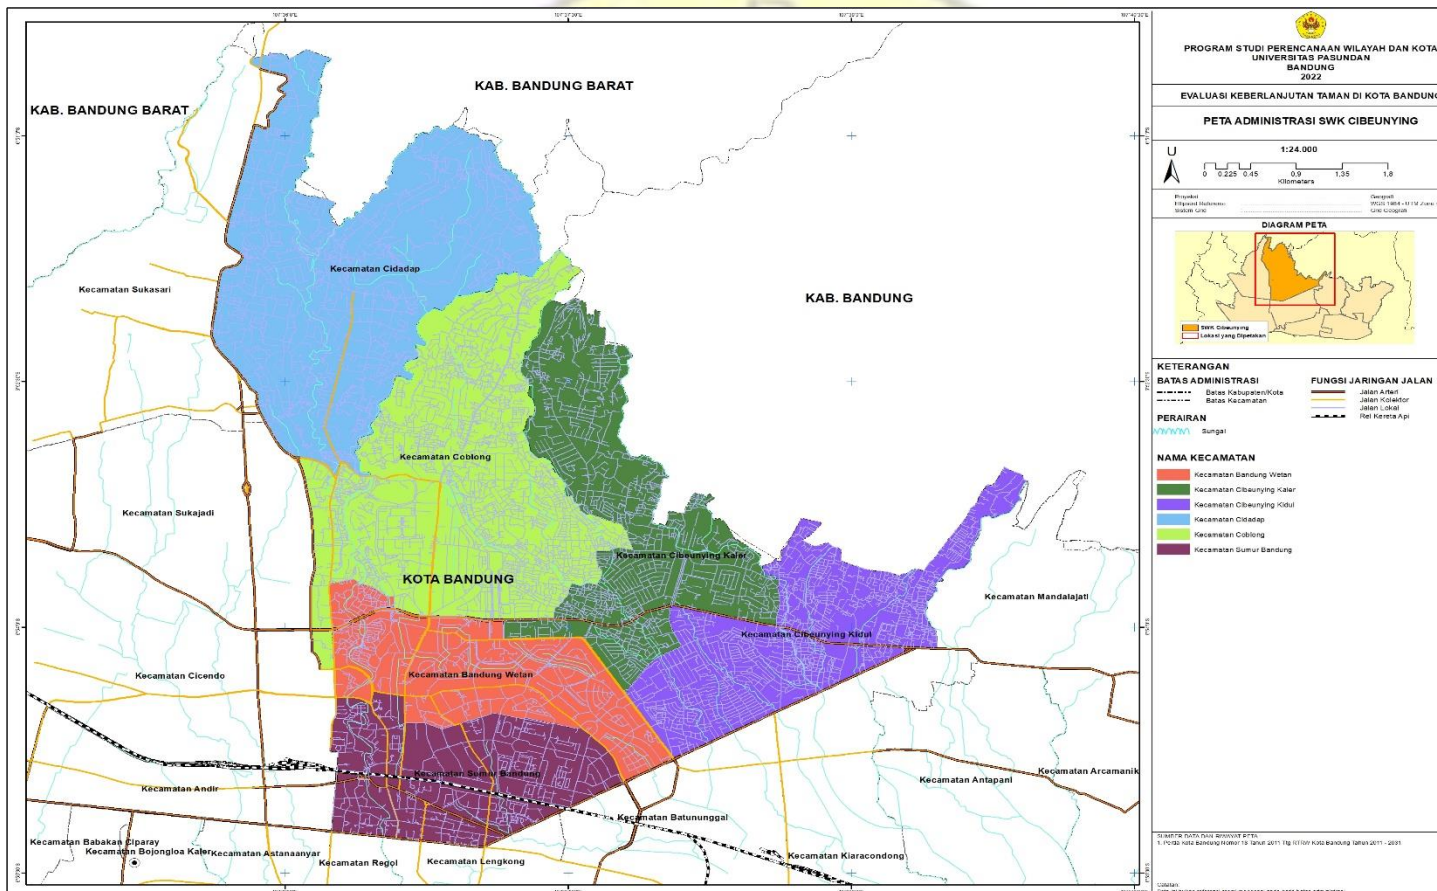 PROGRAM STUDI PERENCANAAN WILAYAH DAN KOTA
UNIVERSITAS PASUNDAN
BANDUNG
2022
EVALUASI KEBERLANJUTAN TAMAN DI KOTA BANDUNG
PETA ADMINISTRASI SWK CIBEUNYING
U
1:24.000
0 0.225 0.45 0.9 1,35 1,8
Kilometers
DIAGRAM PETA
SWK Cibeunying
Lokasi yang Dipetakan
KETERANGAN
BATAS ADMINISTRASI
Batas Kabupaten/Kota
Batas Kecamatan
PERAIRAN
Sungai
FUNGSI JARINGAN JALAN
Jalan Arteri
Jalan Kolektor
Jalan Lokal
Rel Kereta Api
NAMA KECAMATAN
Kecamatan Bandung Wetan
Kecamatan Cibeunying Kaler
Kecamatan Cibeunying Kidul
Kecamatan Cidadap
Kecamatan Coblong
Kecamatan Sumur Bandung
SUMBER DATA DAN RIWAYAT PETA
KAB. BANDUNG BARAT
KAB. BANDUNG BARAT
KAB. BANDUNG
Kecamatan Cidadap
Kecamatan Sukasari
Kecamatan Coblong
Kecamatan Sukajadi
Kecamatan Cibeunying Kaler
KOTA BANDUNG
Kecamatan Mandalajati
Kecamatan Cibeunying Kidul
Kecamatan Cicendo
Kecamatan Bandung Wetan
Kecamatan Sumur Bandung
Kecamatan Antapani
Kecamatan Arcamanik
Kecamatan Andir
Kecamatan Batununggal
Kecamatan Babakan Ciparay
Kecamatan Bojongloa Kaler
Kecamatan Astanaanyar
Kecamatan Regol
Kecamatan Lengkong
Kecamatan Kiaracondong